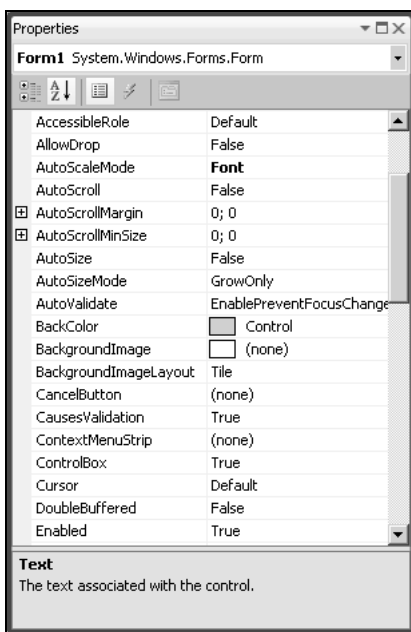 Properties
Form1 System.Windows.Forms.Form
A
Z
AccessibleRole Default
AllowDrop False
AutoScaleMode Font
AutoScroll False
AutoScrollMargin 0; 0
AutoScrollMinSize 0; 0
AutoSize False
AutoSizeMode GrowOnly
AutoValidate EnablePreventFocusChange
BackColor Control
BackgroundImage (none)
BackgroundImageLayout Tile
CancelButton (none)
CausesValidation True
ContextMenuStrip (none)
ControlBox True
Cursor Default
DoubleBuffered False
Enabled True
Text
The text associated with the control.